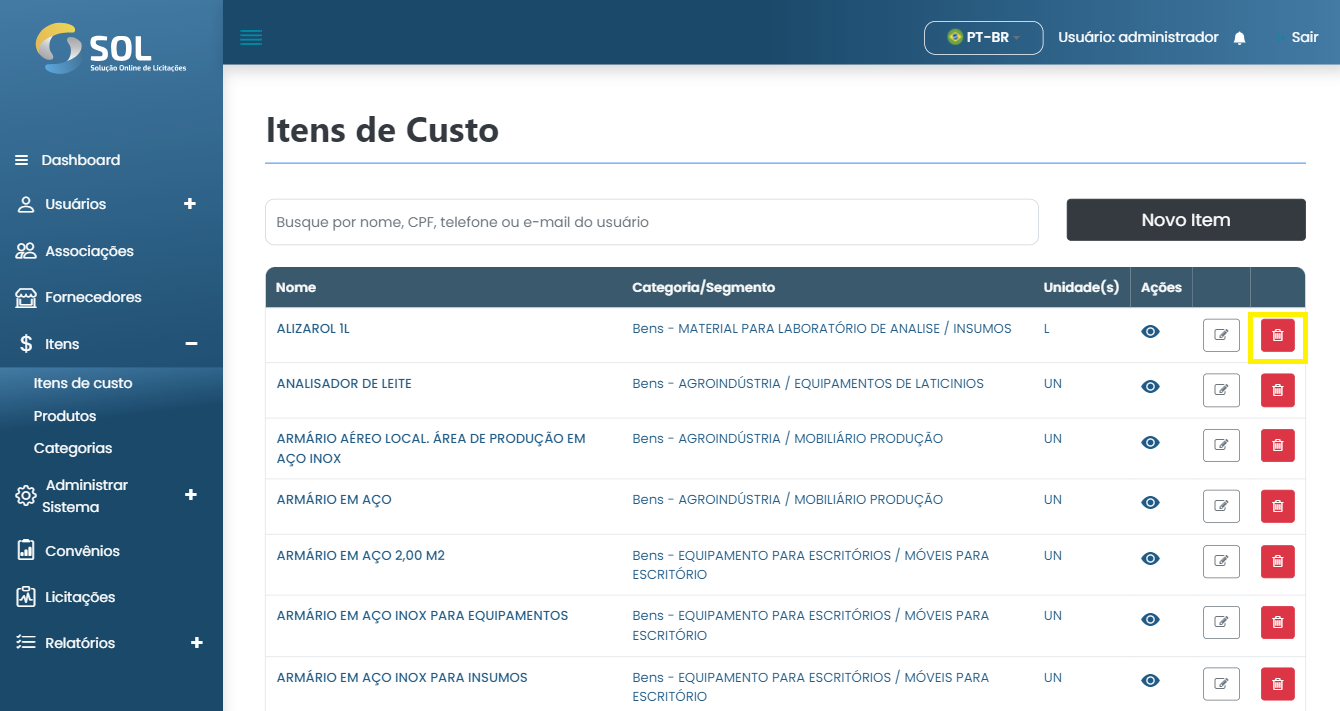 SOL
Solução Online de Licitações
PT-BR
Usuário: administrador
Sair
Dashboard
Usuários
Associações
Fornecedores
Itens
Itens de custo
Produtos
Categorias
Administrar
Sistema
Convênios
Licitações
Relatórios
Itens de Custo
Busque por nome, CPF, telefone ou e-mail do usuário
Novo Item
Nome Categoria/Segmento Unidade(s) Ações
ALIZAROL 1L Bens - MATERIAL PARA LABORATÓRIO DE ANALISE / INSUMOS L
ANALISADOR DE LEITE Bens - AGROINDÚSTRIA / EQUIPAMENTOS DE LATICINIOS UN
ARMÁRIO AÉREO LOCAL. ÁREA DE PRODUÇÃO EM Bens - AGROINDÚSTRIA / MOBILIÁRIO PRODUÇÃO UN
AÇO INOX
ARMÁRIO EM AÇO Bens - AGROINDÚSTRIA / MOBILIÁRIO PRODUÇÃO UN
ARMÁRIO EM AÇO 2,00 M2 Bens - EQUIPAMENTO PARA ESCRITÓRIOS / MÓVEIS PARA UN
ESCRITÓRIO
ARMÁRIO EM AÇO INOX PARA EQUIPAMENTOS Bens - EQUIPAMENTO PARA ESCRITÓRIOS / MÓVEIS PARA UN
ESCRITÓRIO
ARMÁRIO EM AÇO INOX PARA INSUMOS Bens - EQUIPAMENTO PARA ESCRITÓRIOS / MÓVEIS PARA UN
ESCRITÓRIO